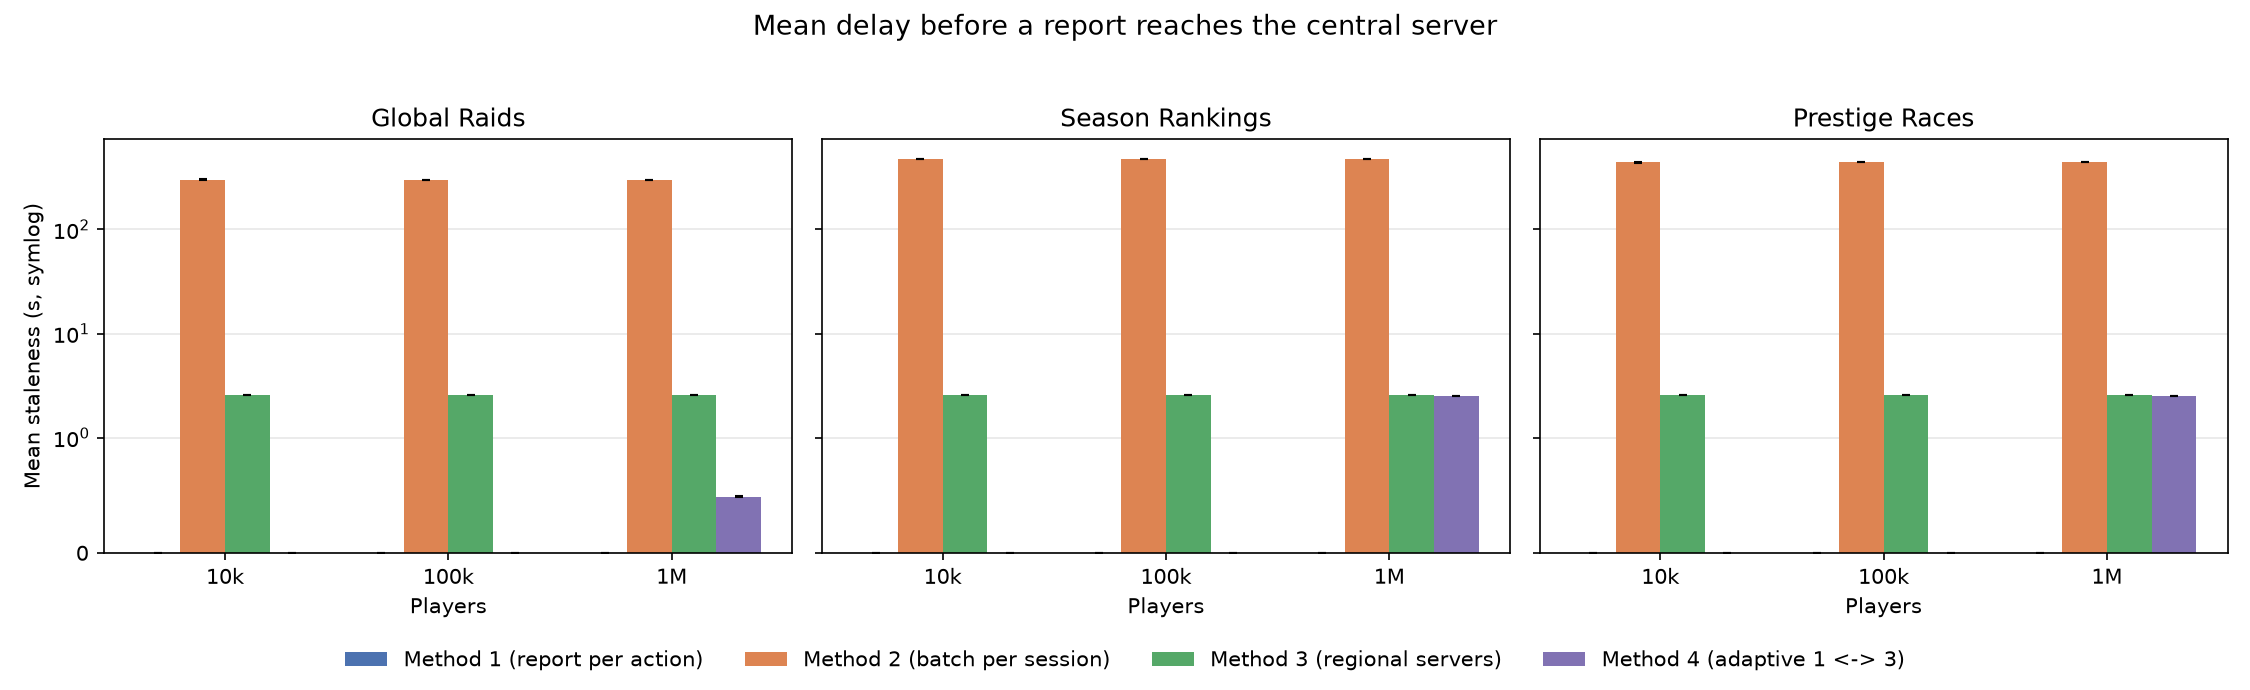 Mean delay before a report reaches the central server
Global Raids
Season Rankings
Prestige Races
Mean staleness (s, symlog)
10²
10¹
10⁰
0
10k 100k 1M
Players
10k 100k 1M
Players
10k 100k 1M
Players
Method 1 (report per action) Method 2 (batch per session) Method 3 (regional servers) Method 4 (adaptive 1 <-> 3)